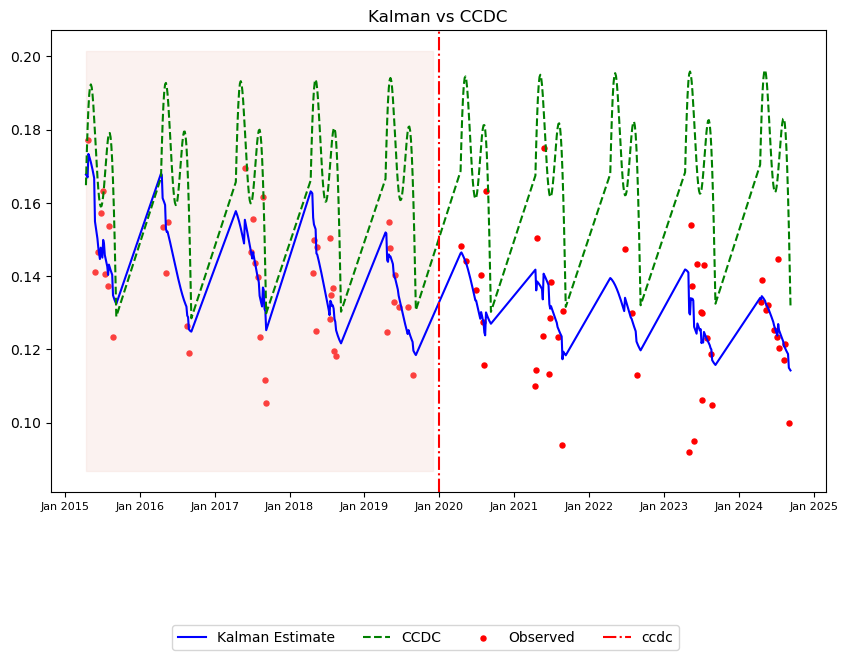 Kalman vs CCDC
0.20
0.18
0.16
0.14
0.12
0.10
Jan 2015 Jan 2016 Jan 2017 Jan 2018 Jan 2019 Jan 2020 Jan 2021 Jan 2022 Jan 2023 Jan 2024 Jan 2025
Kalman Estimate CCDC Observed ccdc